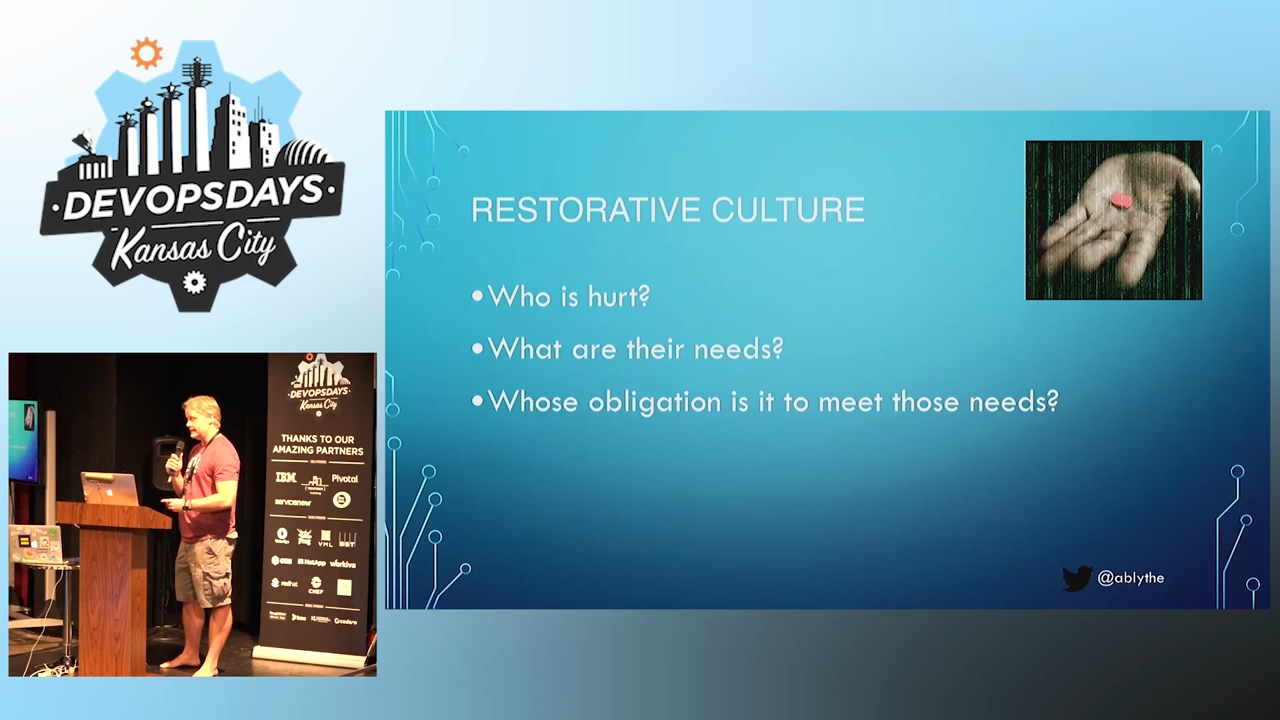 DEVOPSDAYS
Kansas City
RESTORATIVE CULTURE
•Who is hurt?
•What are their needs?
•Whose obligation is it to meet those needs?
@ablythe
DEVOPSDAYS
Kansas City
THANKS TO OUR
AMAZING PARTNERS
IBM
Pivotal
servicenow
VML
NetApp
workiva
redhat
CHEF